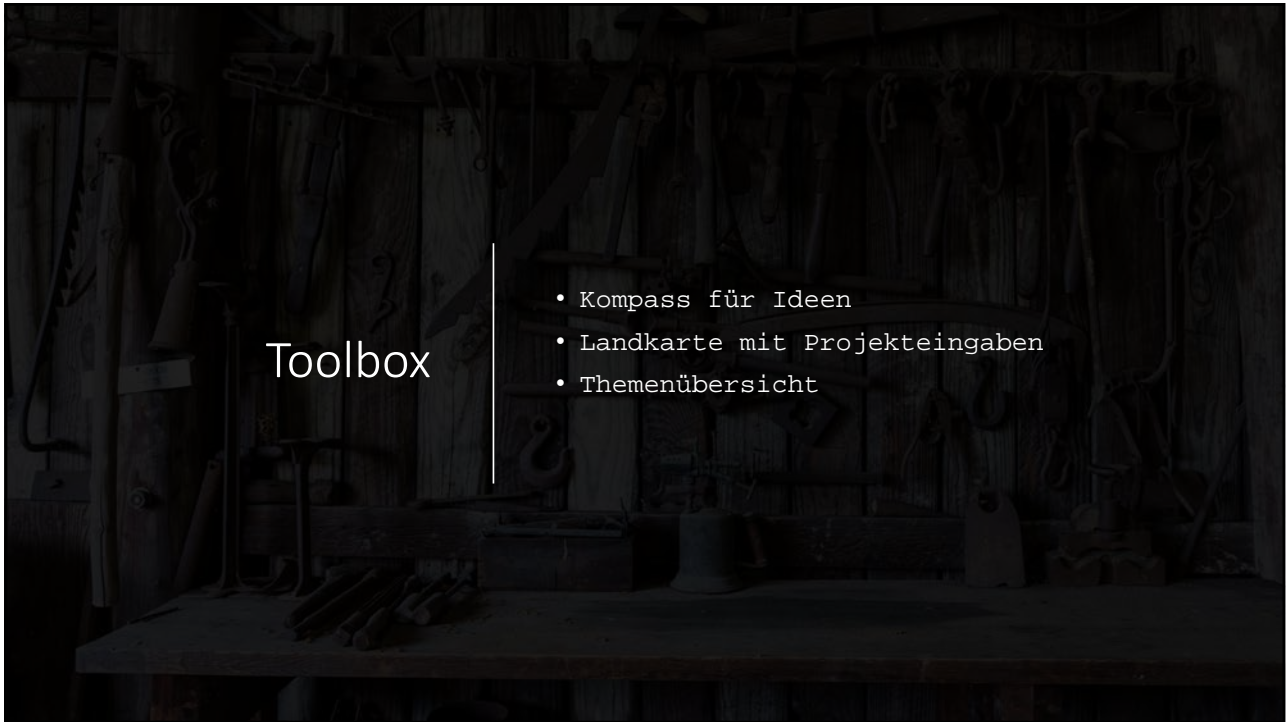 Toolbox
• Kompass für Ideen
• Landkarte mit Projekteingaben
• Themenübersicht